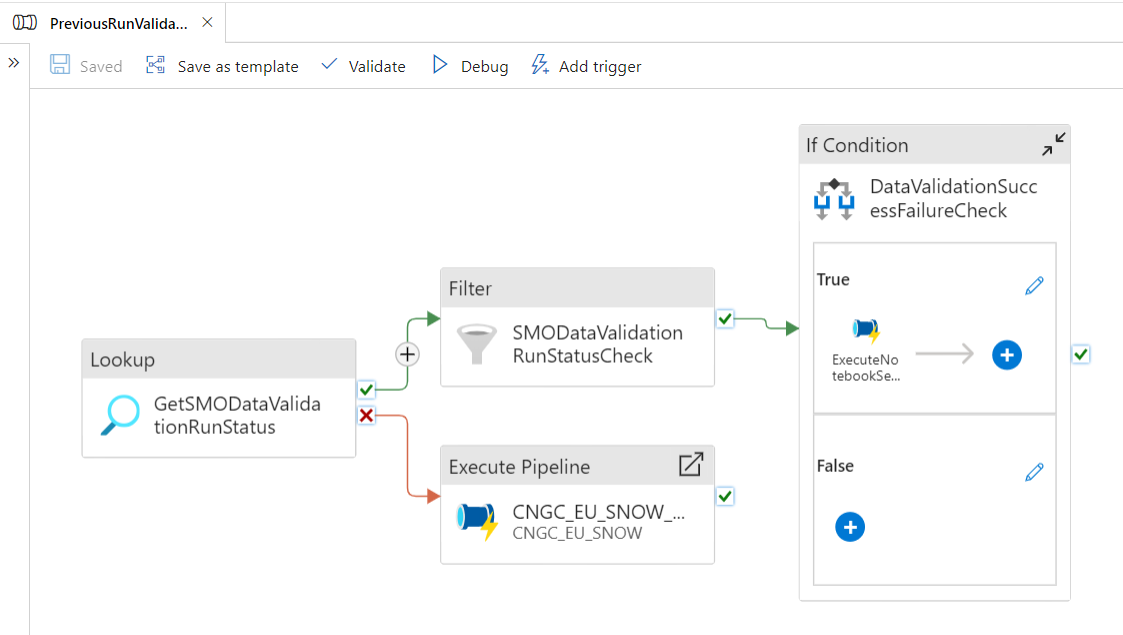 PreviousRunValida...
Saved
Save as template
Validate
Debug
Add trigger
If Condition
DataValidationSucc
essFailureCheck
True
ExecuteNo
tebookSe...
False
Filter
SMODataValidation
RunStatusCheck
Lookup
GetSMODataValida
tionRunStatus
Execute Pipeline
CNGC_EU_SNOW_...
CNGC_EU_SNOW